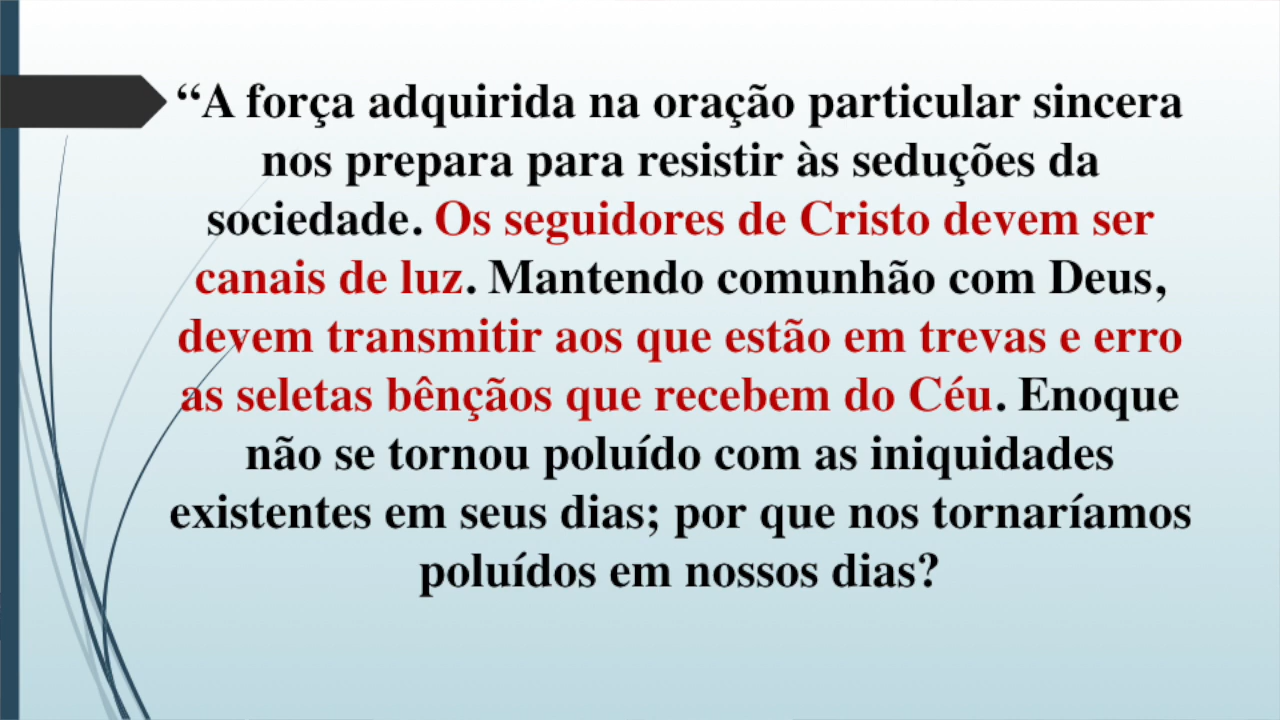 “A força adquirida na oração particular sincera
nos prepara para resistir às seduções da
sociedade. Os seguidores de Cristo devem ser
canais de luz. Mantendo comunhão com Deus,
devem transmitir aos que estão em trevas e erro
as seletas bênçãos que recebem do Céu. Enoque
não se tornou poluído com as iniquidades
existentes em seus dias; por que nos tornaríamos
poluídos em nossos dias?